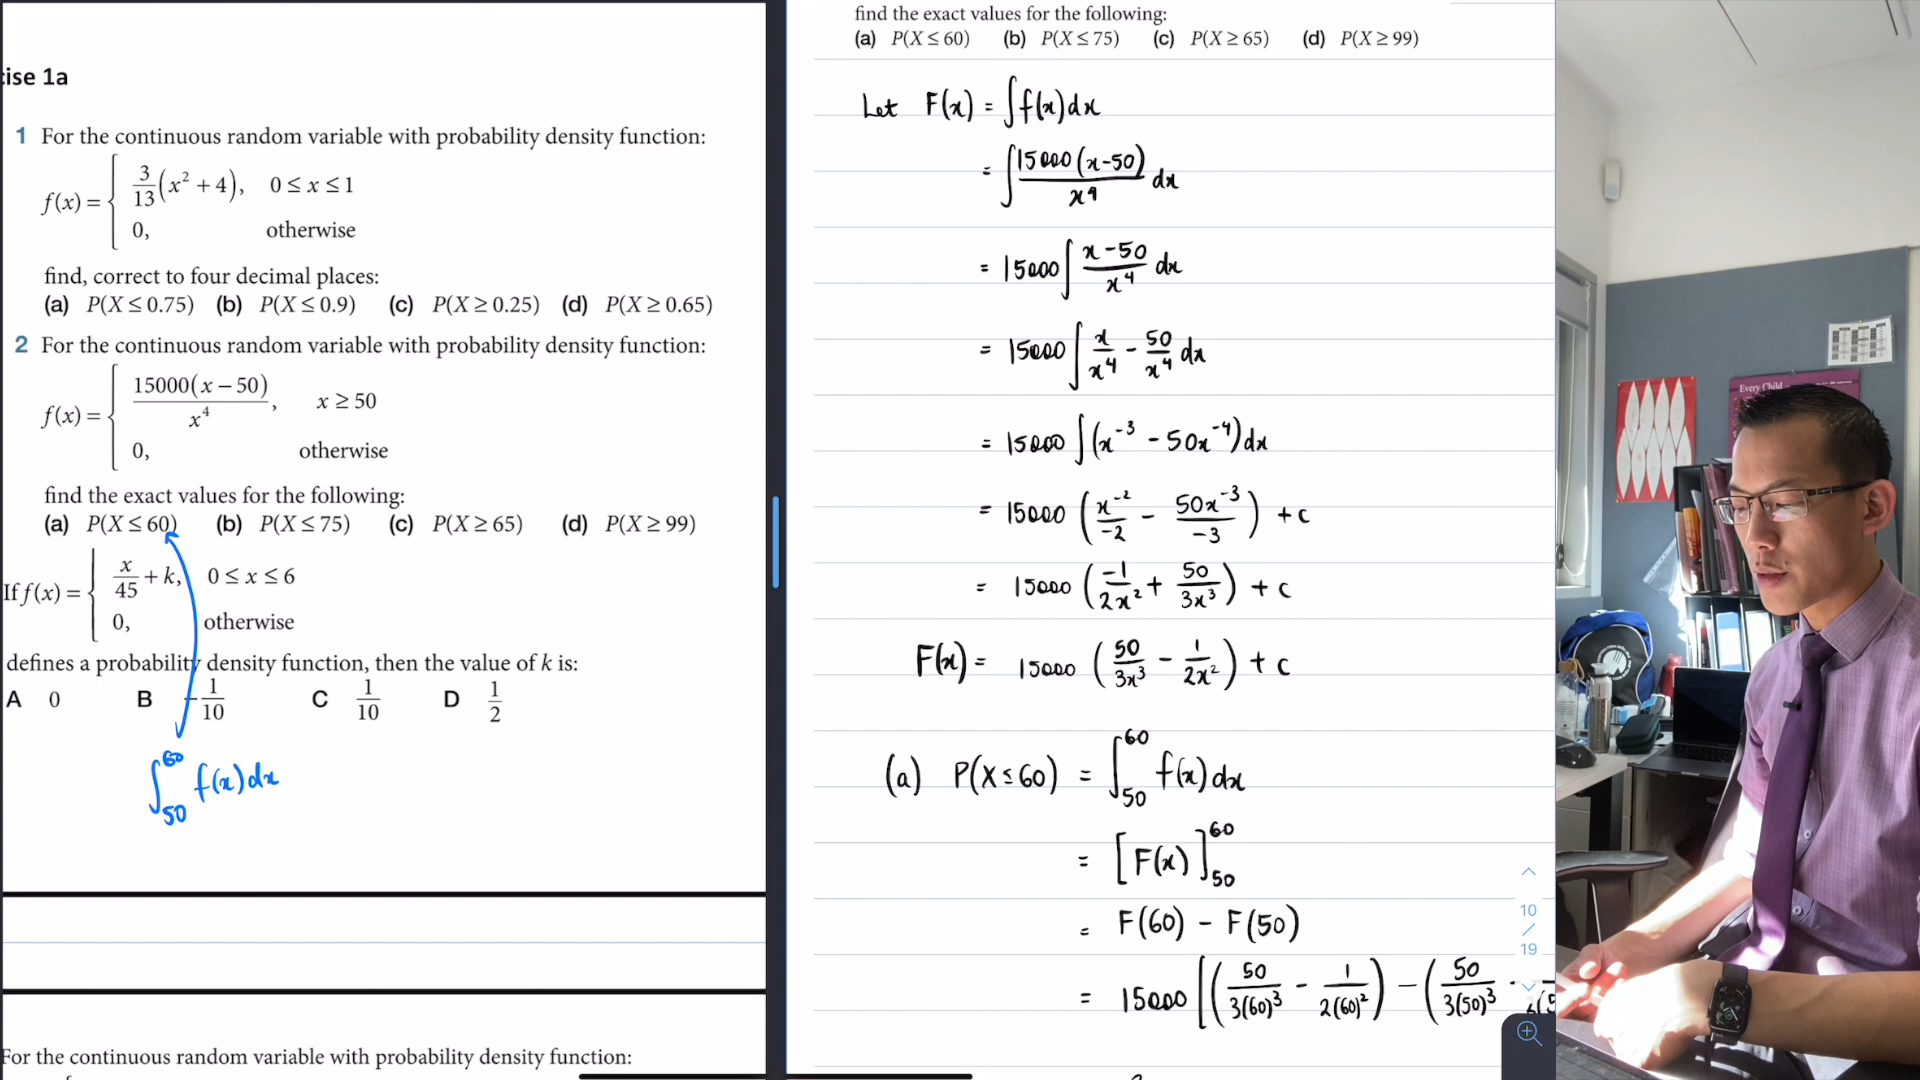 ise 1a
1 For the continuous random variable with probability density function:
f(x) = { 3/13 (x² + 4), 0 ≤ x ≤ 1
0, otherwise
find, correct to four decimal places:
(a) P(X ≤ 0.75) (b) P(X ≤ 0.9) (c) P(X ≥ 0.25) (d) P(X ≥ 0.65)
2 For the continuous random variable with probability density function:
f(x) = { 15000(x – 50)/x⁴, x ≥ 50
0, otherwise
find the exact values for the following:
(a) P(X ≤ 60) (b) P(X ≤ 75) (c) P(X ≥ 65) (d) P(X ≥ 99)
If f(x) = { x/45 + k, 0 ≤ x ≤ 6
0, otherwise
defines a probability density function, then the value of k is:
A 0 B –1/10 C 1/10 D 1/2
∫₅₀⁶⁰ f(x)dx
For the continuous random variable with probability density function:
find the exact values for the following:
(a) P(X ≤ 60) (b) P(X ≤ 75) (c) P(X ≥ 65) (d) P(X ≥ 99)
Let F(x) = ∫f(x)dx
= ∫ 15000(x-50)/x⁴ dx
= 15000 ∫ x-50/x⁴ dx
= 15000 ∫ x/x⁴ - 50/x⁴ dx
= 15000 ∫(x⁻³ - 50x⁻⁴)dx
= 15000 (x⁻²/-2 - 50x⁻³/-3) + c
= 15000 (-1/2x² + 50/3x³) + c
F(x) = 15000 (50/3x³ - 1/2x²) + c
(a) P(X ≤ 60) = ∫₅₀⁶⁰ f(x)dx
= [F(x)]₅₀⁶⁰
= F(60) - F(50)
= 15000 [(50/3(60)³ - 1/2(60)²) - (50/3(50)³ -
10
/
19
Every Child